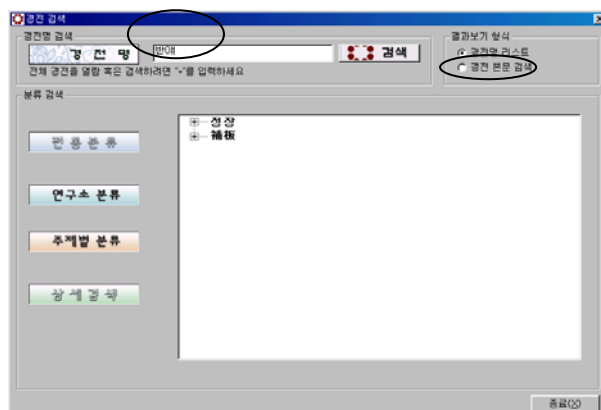 경전 검색
경전명 검색
경 전 명
반야
검색
전체 경전을 열람 혹은 검색하려면 "*"를 입력하세요
결과보기 형식
경전명 리스트
경전 본문 검색
분류 검색
관용분류
연구소 분류
주제별 분류
상세검색
정장
補板
종료(X)